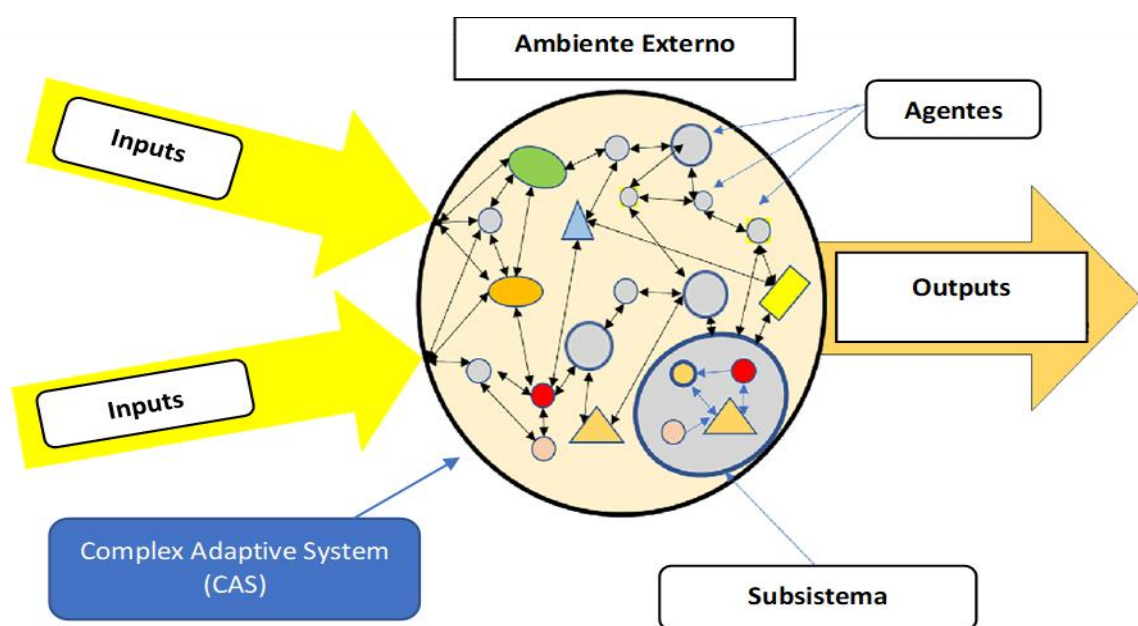 Ambiente Externo
Agentes
Inputs
Outputs
Inputs
Complex Adaptive System
(CAS)
Subsistema